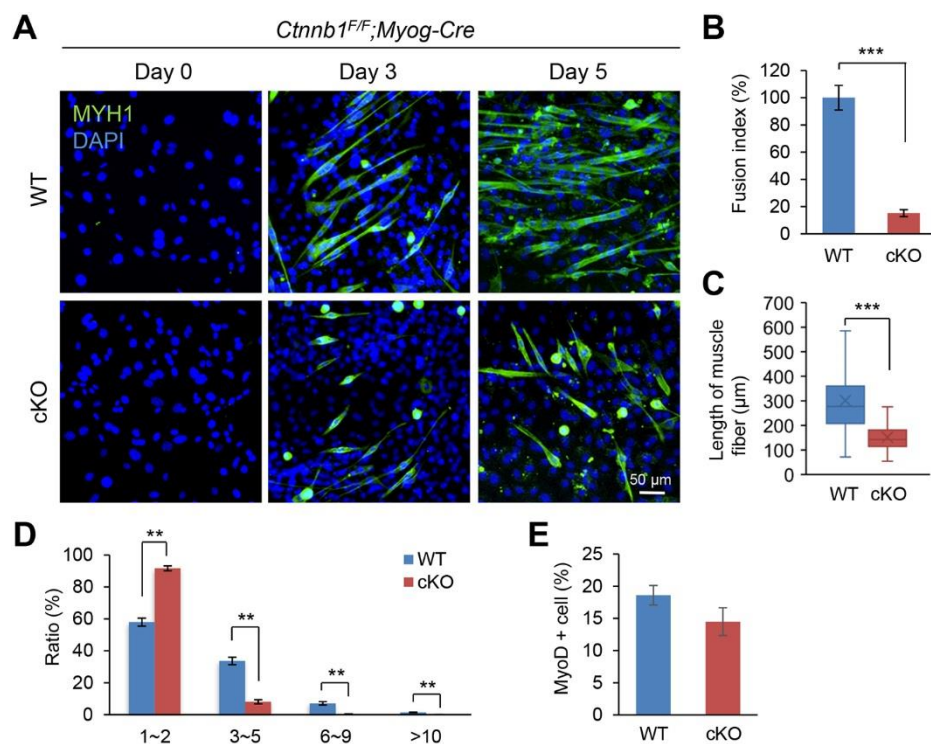 A
Ctnnb1F/F;Myog-Cre
Day 0
Day 3
Day 5
MYH1
DAPI
WT
cKO
50 µm
B
***
Fusion index (%)
120
100
80
60
40
20
0
WT
cKO
C
***
Length of muscle
fiber (µm)
700
600
500
400
300
200
100
0
WT
cKO
D
Ratio (%)
100
80
60
40
20
0
**
**
**
**
WT
cKO
1~2
3~5
6~9
>10
E
MyoD + cell (%)
25
20
15
10
5
0
WT
cKO